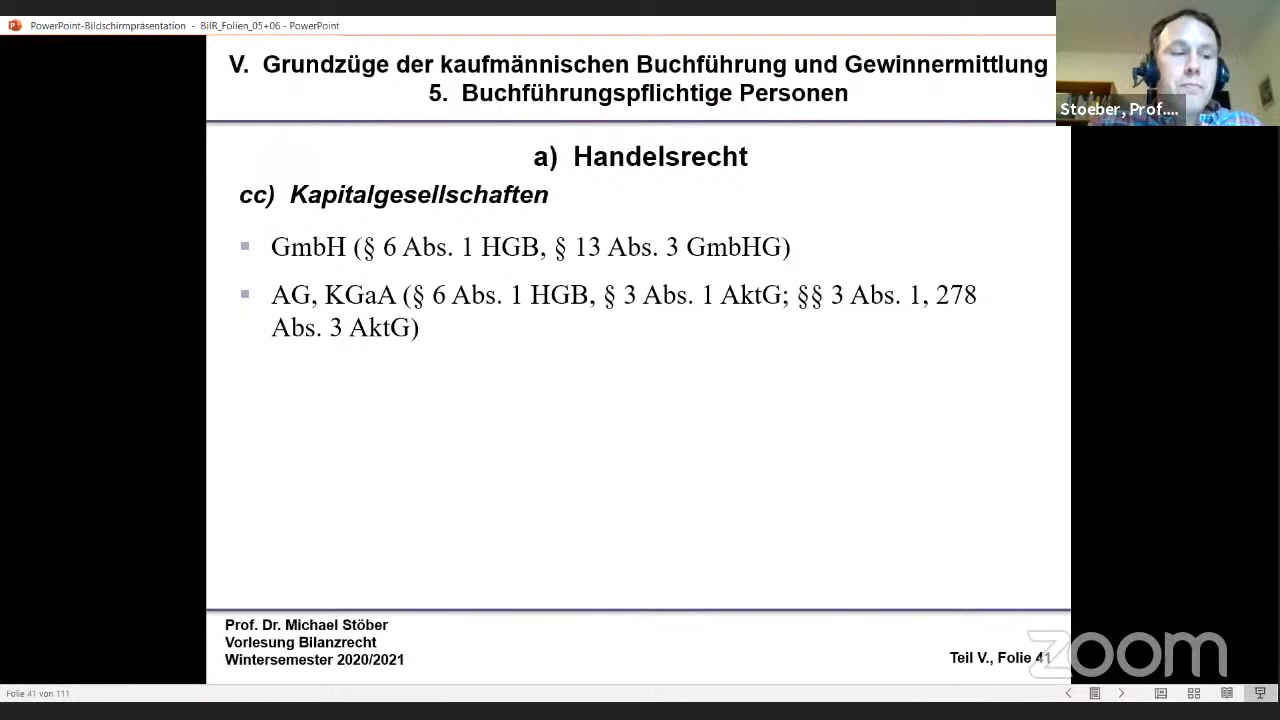 PowerPoint-Bildschirmpräsentation - BilR_Folien_05+06 - PowerPoint
V. Grundzüge der kaufmännischen Buchführung und Gewinnermittlung
5. Buchführungspflichtige Personen
Stoeber, Prof....
a) Handelsrecht
cc) Kapitalgesellschaften
GmbH (§ 6 Abs. 1 HGB, § 13 Abs. 3 GmbHG)
AG, KGaA (§ 6 Abs. 1 HGB, § 3 Abs. 1 AktG; §§ 3 Abs. 1, 278
Abs. 3 AktG)
Prof. Dr. Michael Stöber
Vorlesung Bilanzrecht
Wintersemester 2020/2021
Teil V., Folie 41
zoom
Folie 41 von 111